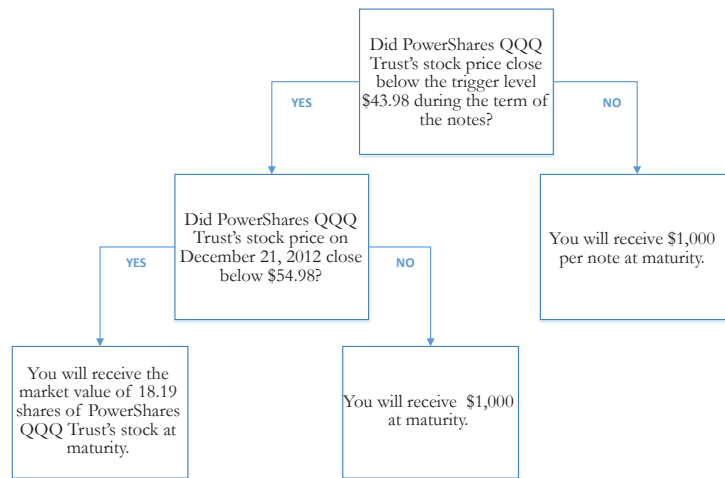 Did PowerShares QQQ
Trust's stock price close
below the trigger level
$43.98 during the term of
the notes?
YES
NO
Did PowerShares QQQ
Trust's stock price on
December 21, 2012 close
below $54.98?
You will receive $1,000
per note at maturity.
YES
NO
You will receive the
market value of 18.19
shares of PowerShares
QQQ Trust's stock at
maturity.
You will receive $1,000
at maturity.